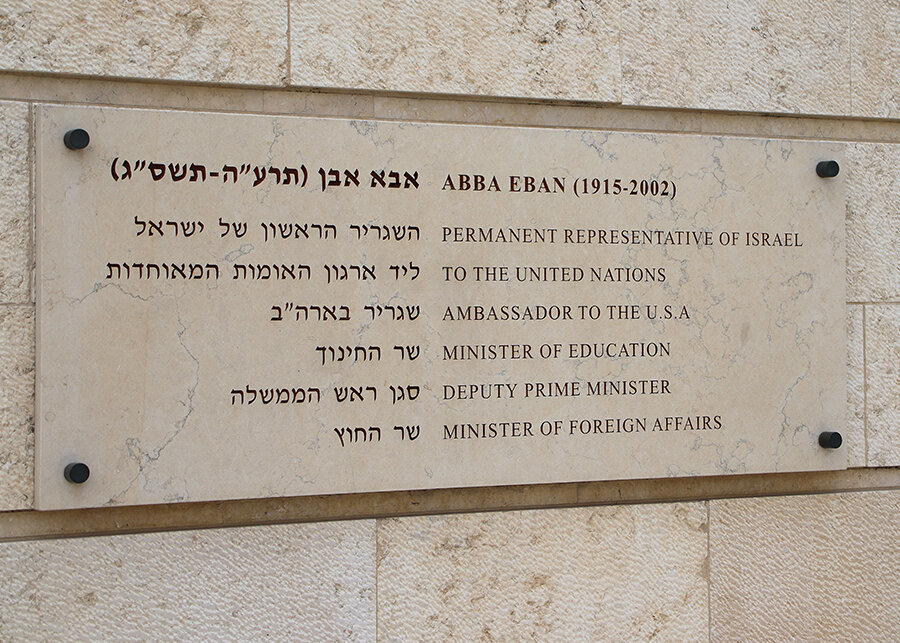 אבא אבן (תרע״ה-תשס״ג)
השגריר הראשון של ישראל
ליד ארגון האומות המאוחדות
שגריר בארה״ב
שר החינוך
סגן ראש הממשלה
שר החוץ
ABBA EBAN (1915-2002)
PERMANENT REPRESENTATIVE OF ISRAEL
TO THE UNITED NATIONS
AMBASSADOR TO THE U.S.A
MINISTER OF EDUCATION
DEPUTY PRIME MINISTER
MINISTER OF FOREIGN AFFAIRS